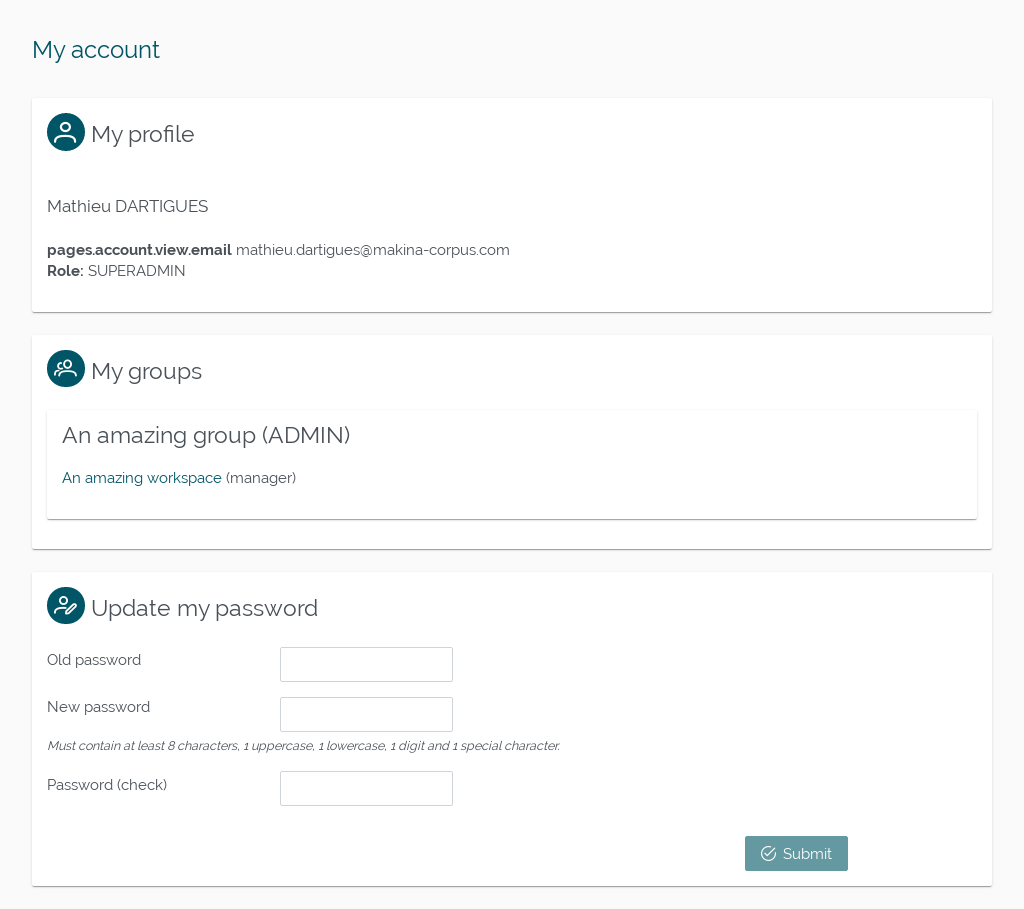 My account
My profile
Mathieu DARTIGUES
pages.account.view.email mathieu.dartigues@makina-corpus.com
Role: SUPERADMIN
My groups
An amazing group (ADMIN)
An amazing workspace (manager)
Update my password
Old password
New password
Must contain at least 8 characters, 1 uppercase, 1 lowercase, 1 digit and 1 special character.
Password (check)
Submit